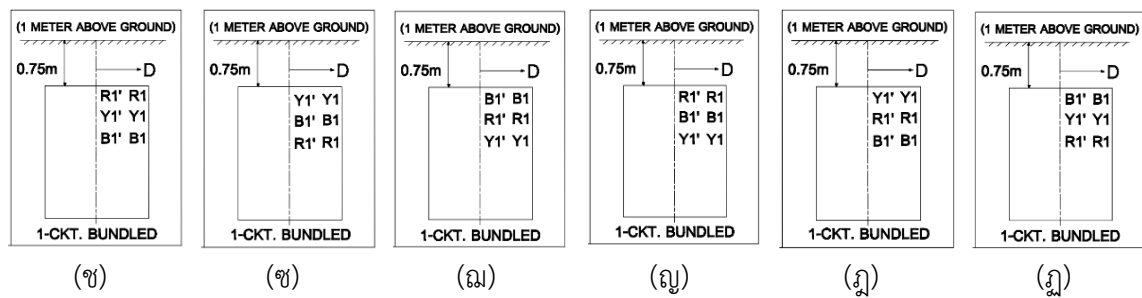 (1 METER ABOVE GROUND) (1 METER ABOVE GROUND) (1 METER ABOVE GROUND) (1 METER ABOVE GROUND) (1 METER ABOVE GROUND) (1 METER ABOVE GROUND)
0.75m D 0.75m D 0.75m D 0.75m D 0.75m D 0.75m D
R1' R1 Y1' Y1 B1' B1 R1' R1 Y1' Y1 B1' B1
Y1' Y1 B1' B1 R1' R1 B1' B1 R1' R1 Y1' Y1
B1' B1 R1' R1 Y1' Y1 Y1' Y1 B1' B1 R1' R1
1-CKT. BUNDLED 1-CKT. BUNDLED 1-CKT. BUNDLED 1-CKT. BUNDLED 1-CKT. BUNDLED 1-CKT. BUNDLED
(ช) (ซ) (ฌ) (ญ) (ฎ) (ฏ)